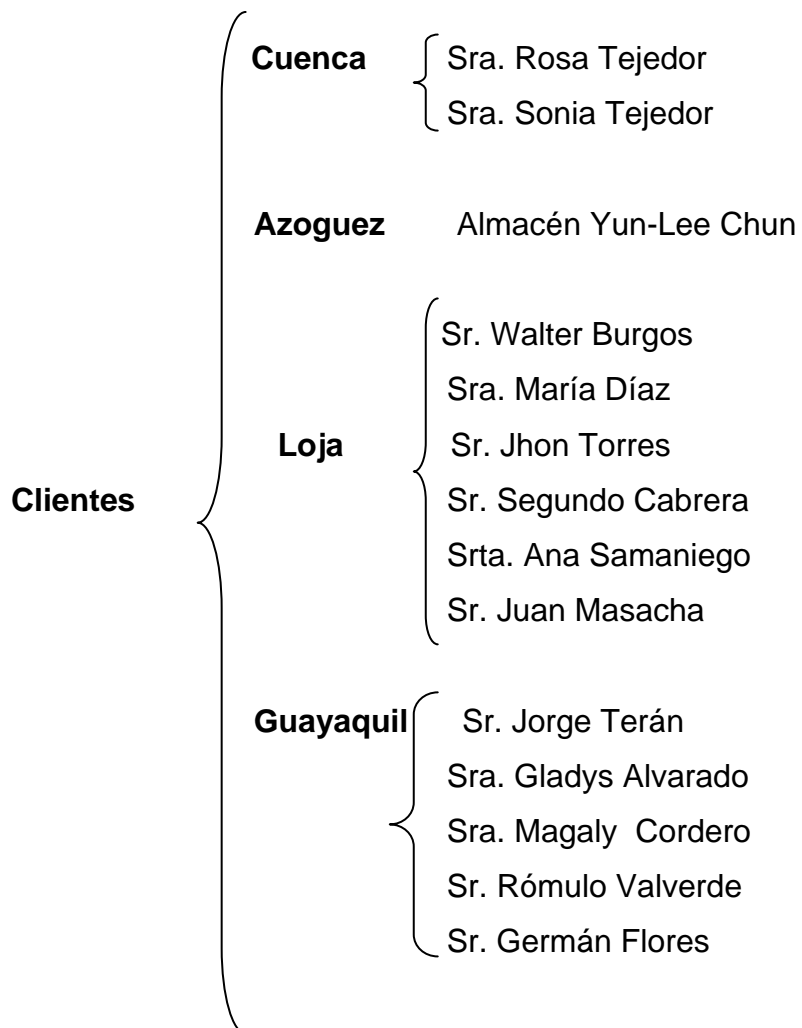 Cuenca Sra. Rosa Tejedor
Sra. Sonia Tejedor
Azoguez Almacén Yun-Lee Chun
Sr. Walter Burgos
Sra. María Díaz
Loja Sr. Jhon Torres
Clientes Sr. Segundo Cabrera
Srta. Ana Samaniego
Sr. Juan Masacha
Guayaquil Sr. Jorge Terán
Sra. Gladys Alvarado
Sra. Magaly Cordero
Sr. Rómulo Valverde
Sr. Germán Flores